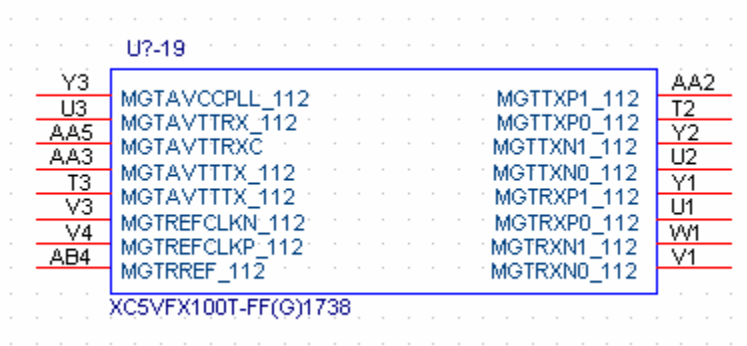 U?-19
Y3 MGTAVCCPLL_112 MGTTXP1_112 AA2
U3 MGTAVTTRX_112 MGTTXP0_112 T2
AA5 MGTAVTTRXC MGTTXN1_112 Y2
AA3 MGTAVTTTX_112 MGTTXN0_112 U2
T3 MGTAVTTTX_112 MGTRXP1_112 Y1
V3 MGTREFCLKN_112 MGTRXP0_112 U1
V4 MGTREFCLKP_112 MGTRXN1_112 W1
AB4 MGTRREF_112 MGTRXN0_112 V1
XC5VFX100T-FF(G)1738